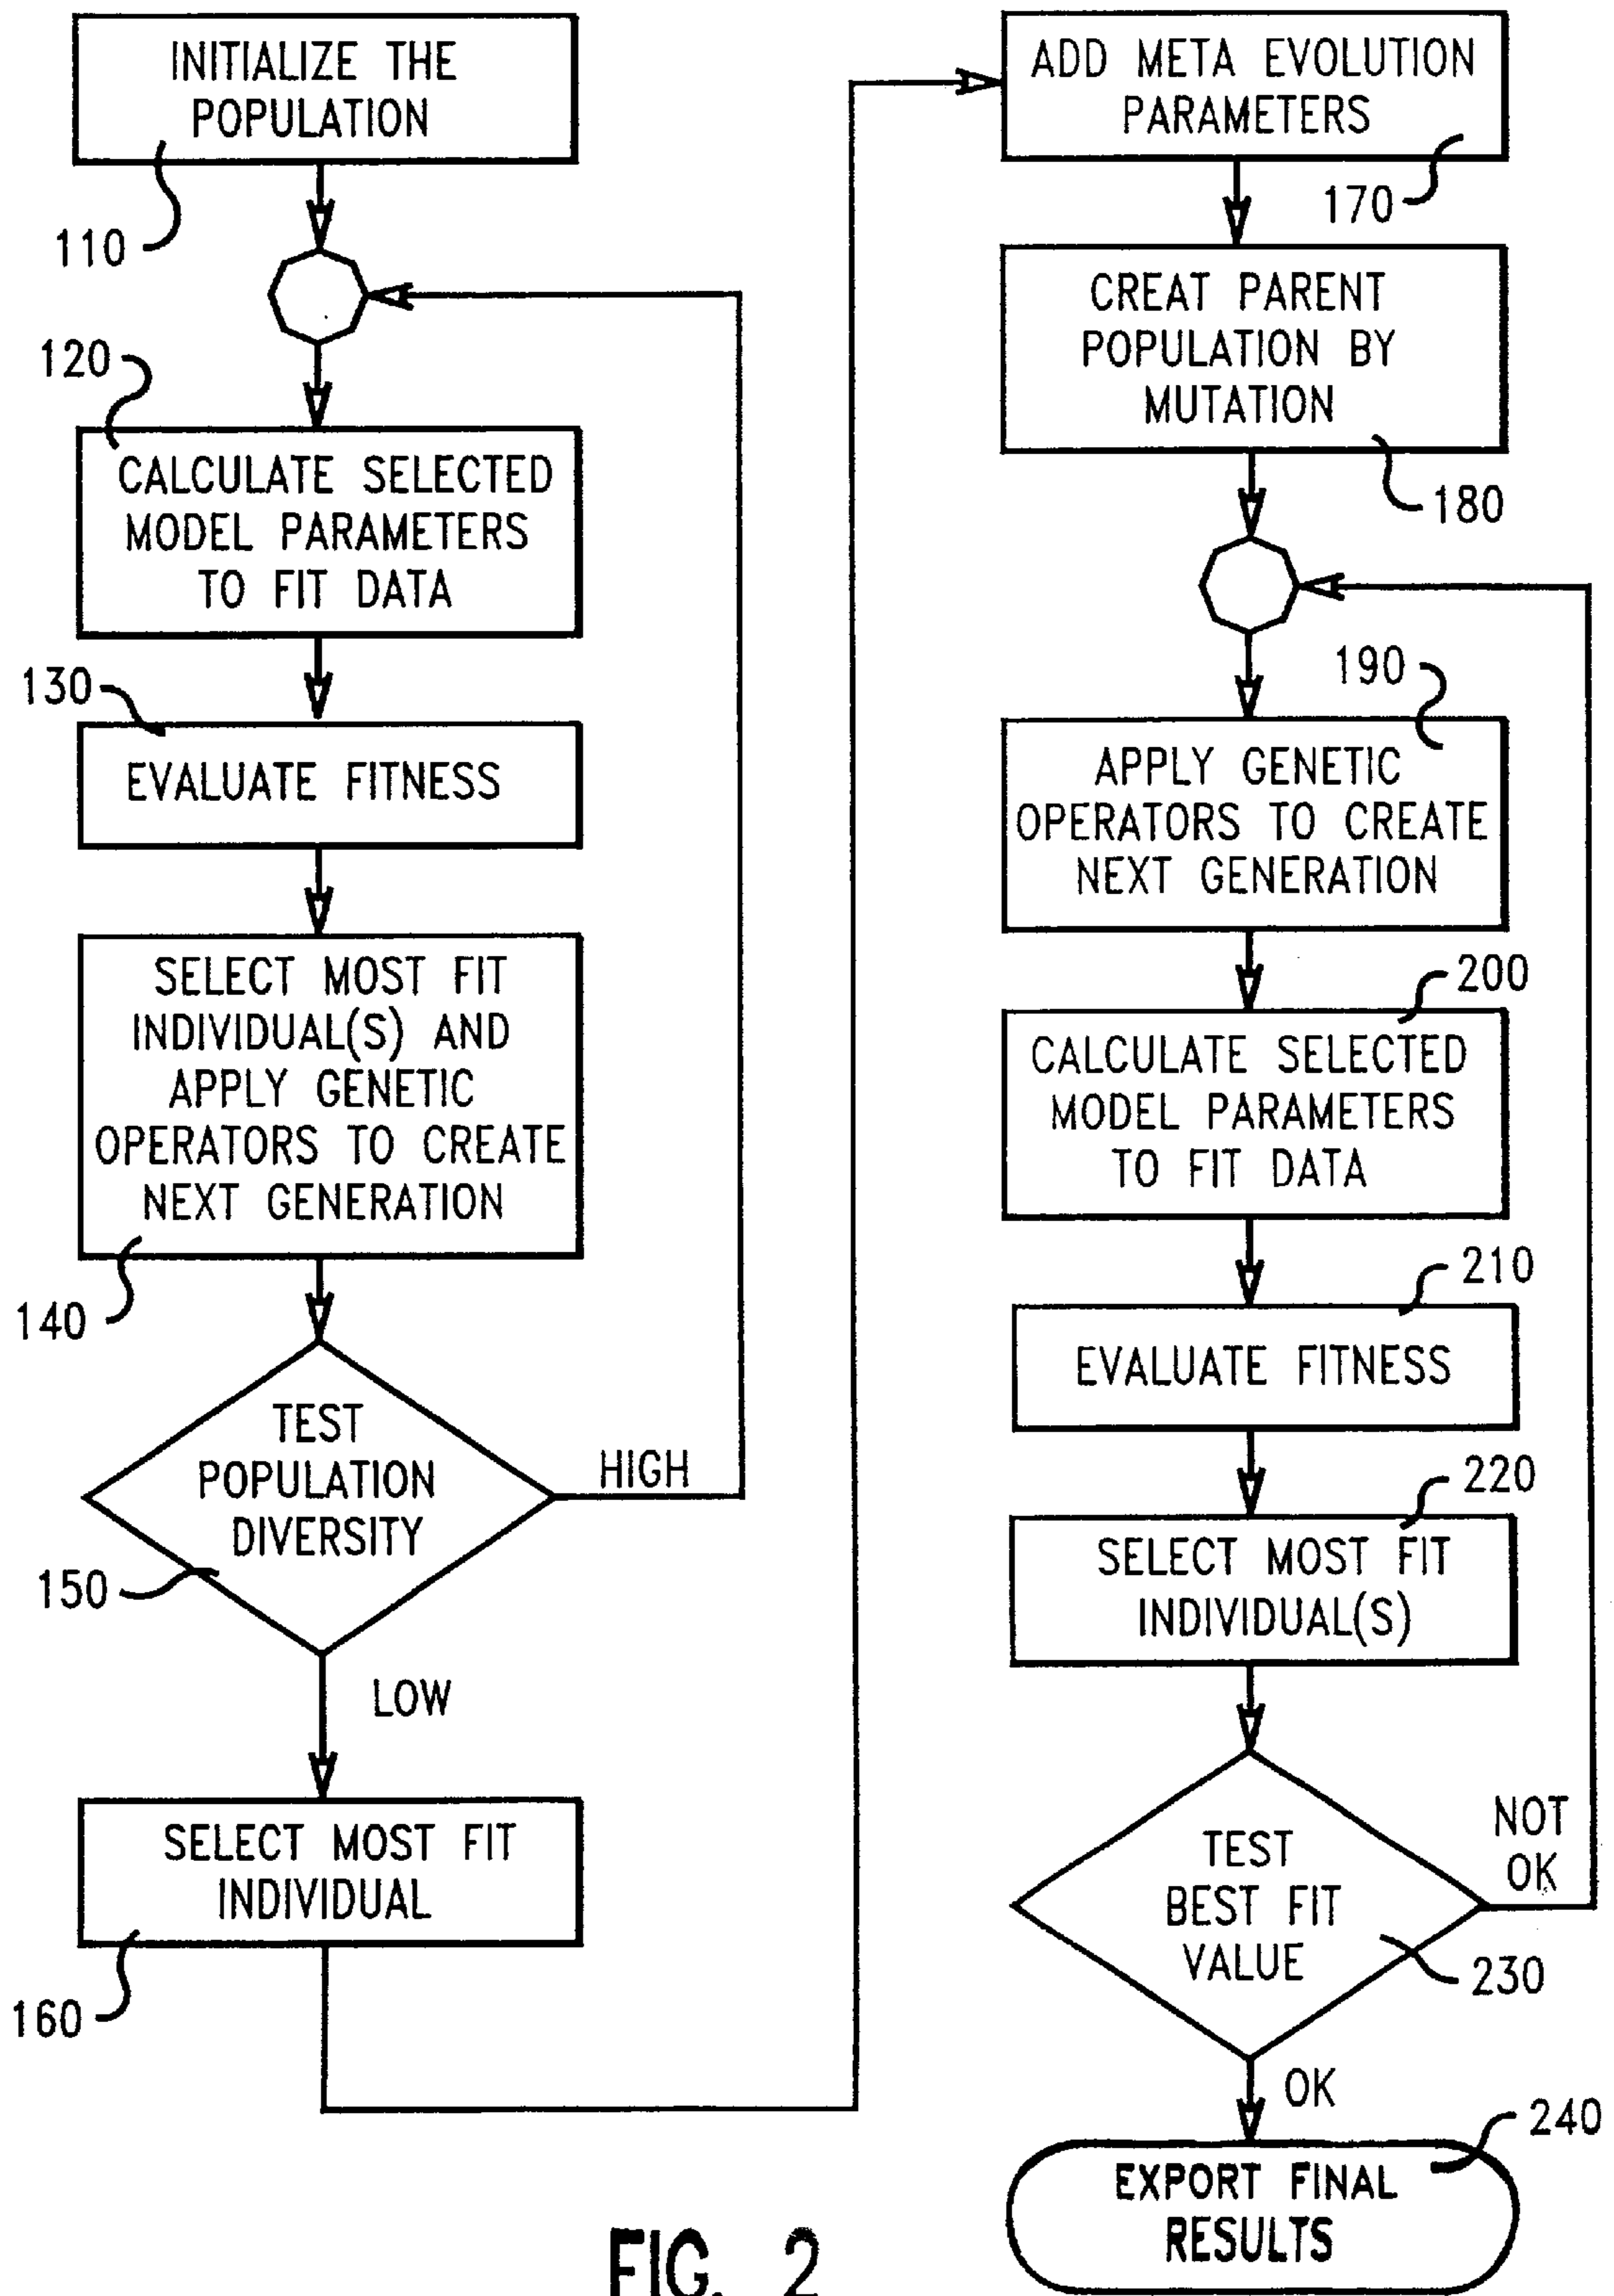 INITIALIZE THE
POPULATION
110
120
CALCULATE SELECTED
MODEL PARAMETERS
TO FIT DATA
130
EVALUATE FITNESS
SELECT MOST FIT
INDIVIDUAL(S) AND
APPLY GENETIC
OPERATORS TO CREATE
NEXT GENERATION
140
TEST
POPULATION
DIVERSITY
HIGH
150
LOW
SELECT MOST FIT
INDIVIDUAL
160
ADD META EVOLUTION
PARAMETERS
170
CREAT PARENT
POPULATION BY
MUTATION
180
190
APPLY GENETIC
OPERATORS TO CREATE
NEXT GENERATION
200
CALCULATE SELECTED
MODEL PARAMETERS
TO FIT DATA
210
EVALUATE FITNESS
220
SELECT MOST FIT
INDIVIDUAL(S)
NOT
OK
TEST
BEST FIT
VALUE
230
OK
240
EXPORT FINAL
RESULTS
FIG. 2